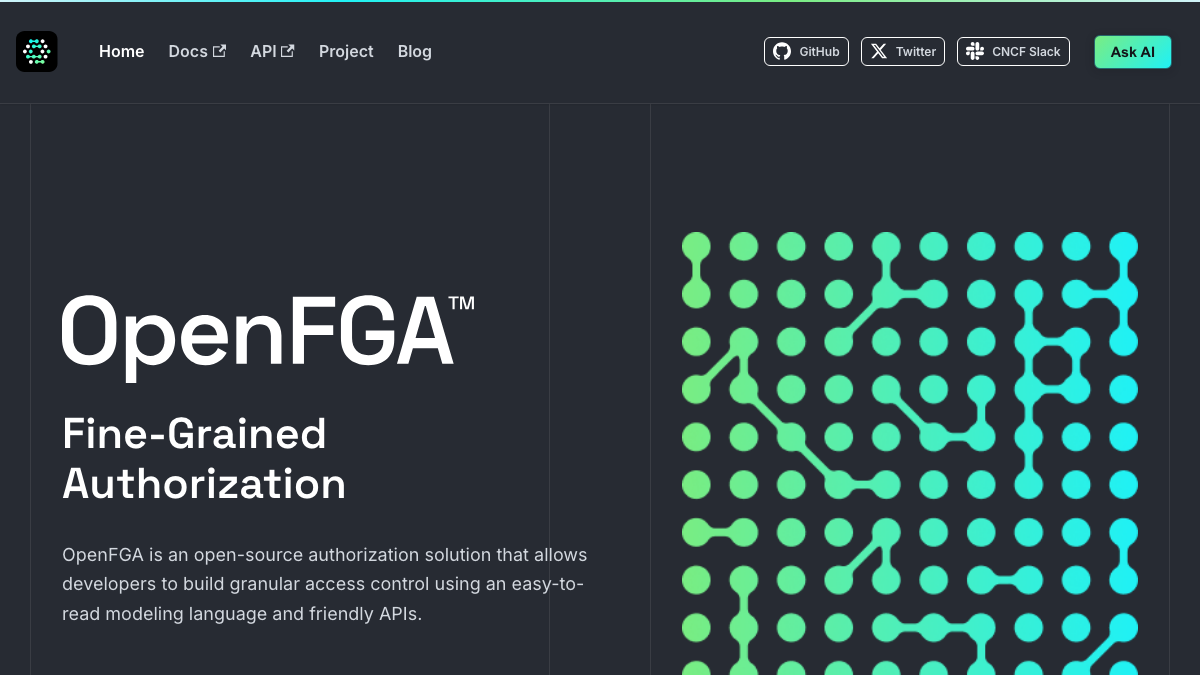 Home Docs API Project Blog GitHub Twitter CNCF Slack Ask AI
OpenFGA™
Fine-Grained
Authorization
OpenFGA is an open-source authorization solution that allows
developers to build granular access control using an easy-to-
read modeling language and friendly APIs.